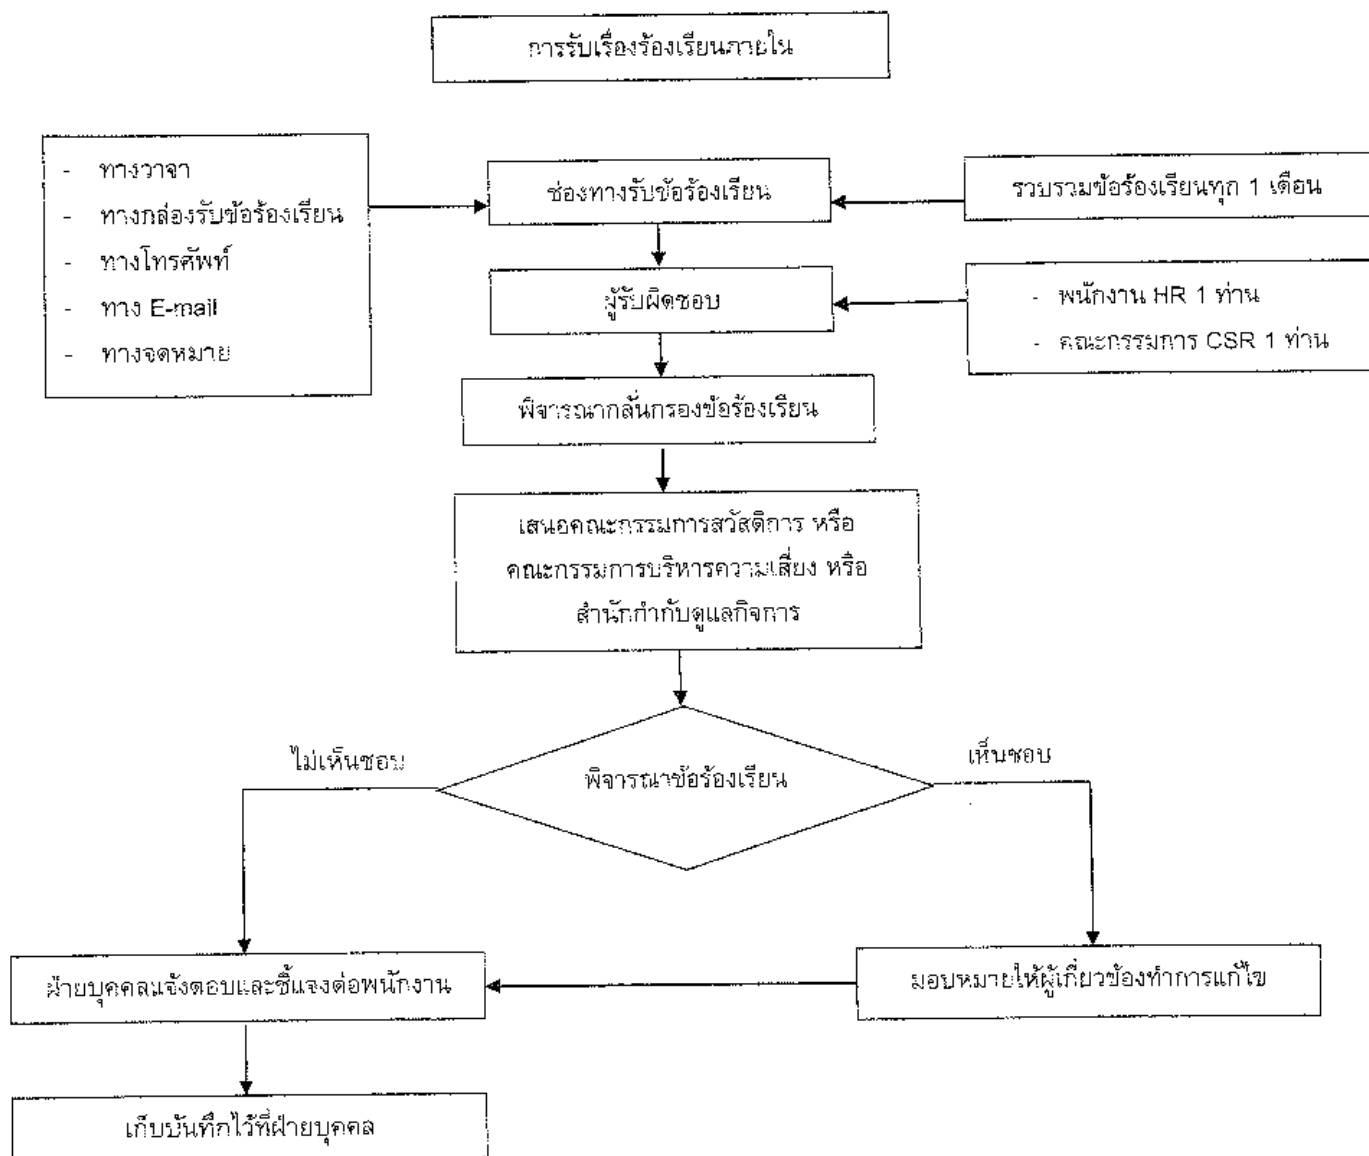 การรับเรื่องร้องเรียนภายใน
- ทางวาจา
- ทางกล่องรับข้อร้องเรียน
- ทางโทรศัพท์
- ทาง E-mail
- ทางจดหมาย
ช่องทางรับข้อร้องเรียน
รวบรวมข้อร้องเรียนทุก 1 เดือน
ผู้รับผิดชอบ
- พนักงาน HR 1 ท่าน
- คณะกรรมการ CSR 1 ท่าน
พิจารณากลั่นกรองข้อร้องเรียน
เสนอคณะกรรมการสวัสดิการ หรือ
คณะกรรมการบริหารความเสี่ยง หรือ
สำนักกำกับดูแลกิจการ
ไม่เห็นชอบ
พิจารณาข้อร้องเรียน
เห็นชอบ
ฝ่ายบุคคลแจ้งตอบและชี้แจงต่อพนักงาน
มอบหมายให้ผู้เกี่ยวข้องทำการแก้ไข
เก็บบันทึกไว้ที่ฝ่ายบุคคล